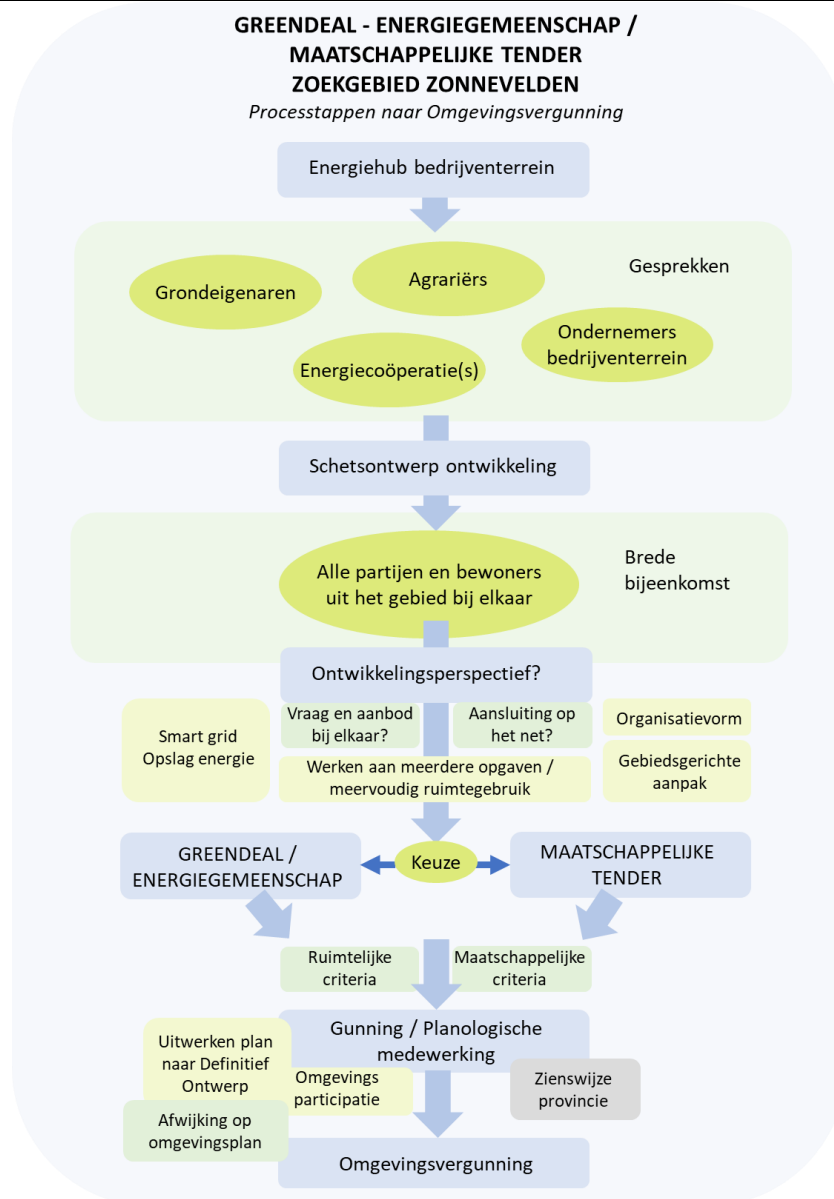 GREENDEAL - ENERGIEGEMEENSCHAP /
MAATSCHAPPELIJKE TENDER
ZOEKGEBIED ZONNEVELDEN
Processtappen naar Omgevingsvergunning
Energiehub bedrijventerrein
Gesprekken
Grondeigenaren
Agrariërs
Ondernemers
bedrijventerrein
Energiecoöperatie(s)
Schetsontwerp ontwikkeling
Alle partijen en bewoners
uit het gebied bij elkaar
Brede
bijeenkomst
Ontwikkelingsperspectief?
Smart grid
Opslag energie
Vraag en aanbod
bij elkaar?
Aansluiting op
het net?
Organisatievorm
Werken aan meerdere opgaven /
meervoudig ruimtegebruik
Gebiedsgerichte
aanpak
GREENDEAL /
ENERGIEGEMEENSCHAP
Keuze
MAATSCHAPPELIJKE
TENDER
Ruimtelijke
criteria
Maatschappelijke
criteria
Gunning / Planologische
medewerking
Uitwerken plan
naar Definitief
Ontwerp
Omgevings
participatie
Zienswijze
provincie
Afwijking op
omgevingsplan
Omgevingsvergunning